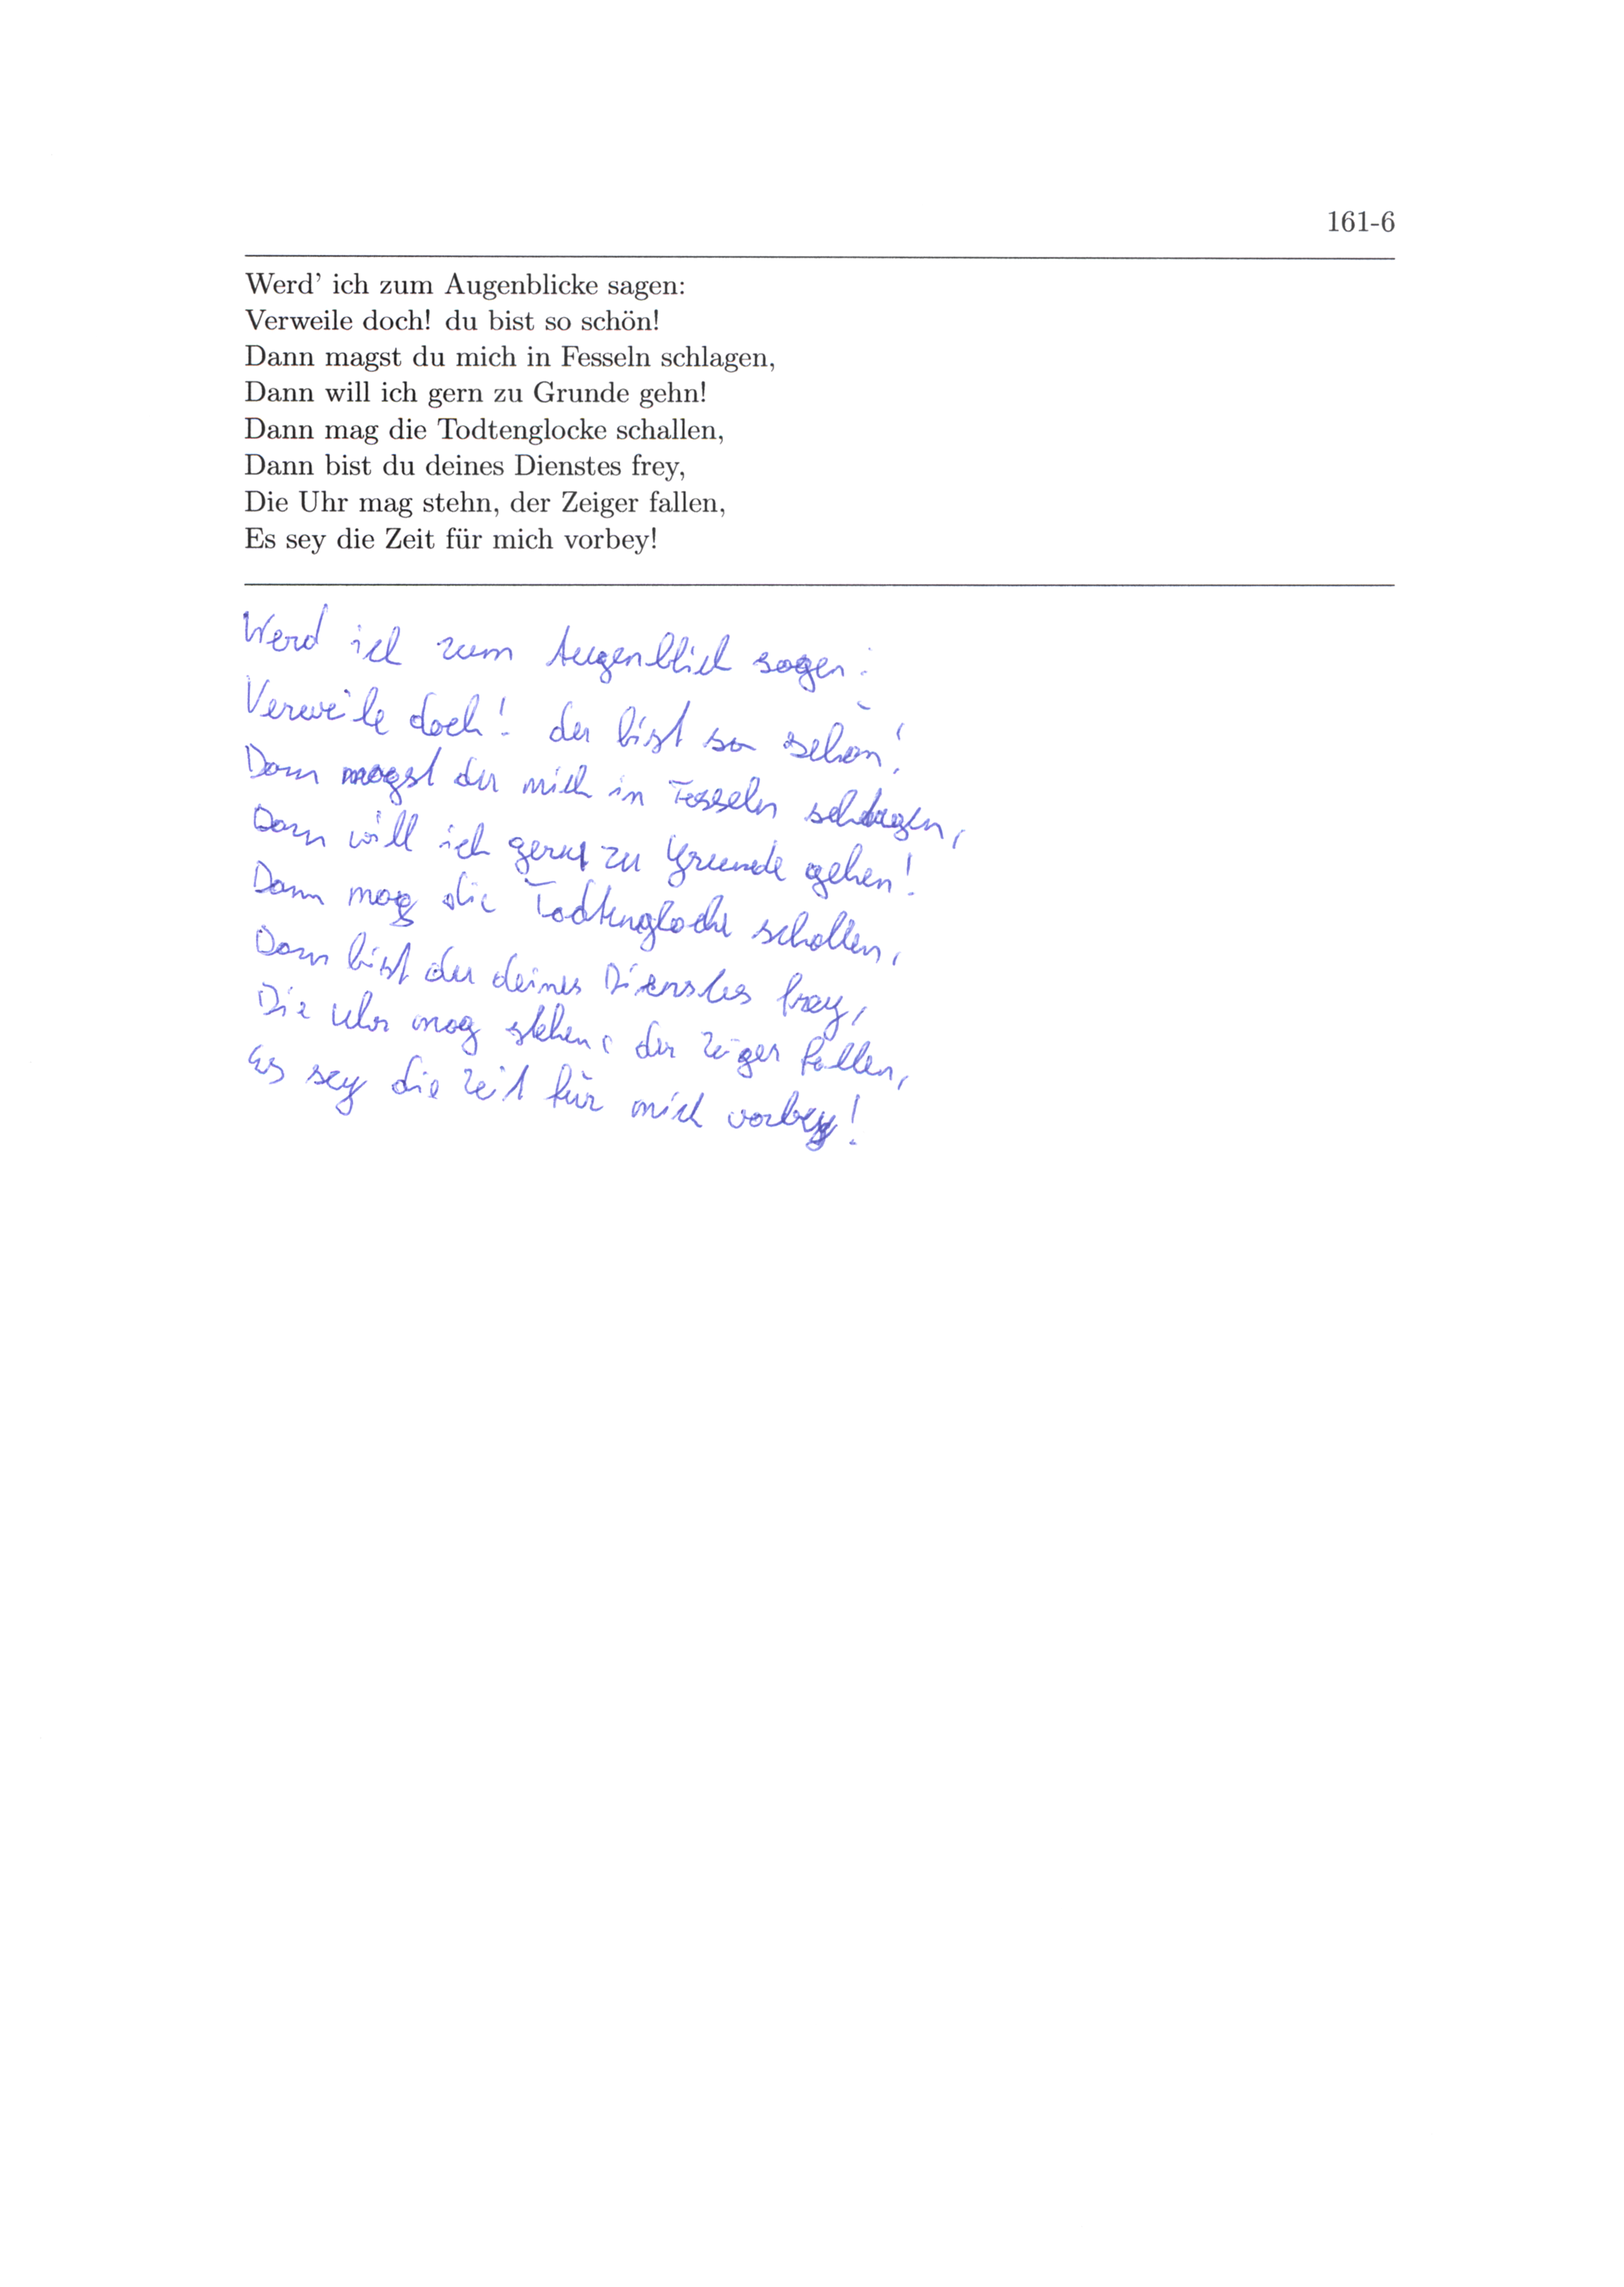 161-6
Werd' ich zum Augenblicke sagen:
Verweile doch! du bist so schön!
Dann magst du mich in Fesseln schlagen,
Dann will ich gern zu Grunde gehn!
Dann mag die Todtenglocke schallen,
Dann bist du deines Dienstes frey,
Die Uhr mag stehn, der Zeiger fallen,
Es sey die Zeit für mich vorbey!
Werd ich zum Augenblick sagen:
Verweile doch! du bist so schön!
Dann magst du mich in Fesseln schlagen,
Dann will ich gern zu Grunde gehen!
Dann mag die Todtenglocke schallen,
Dann bist du deines Dienstes frey,
Die Uhr mag stehen, der Zeiger fallen,
Es sey die Zeit für mich vorbey!